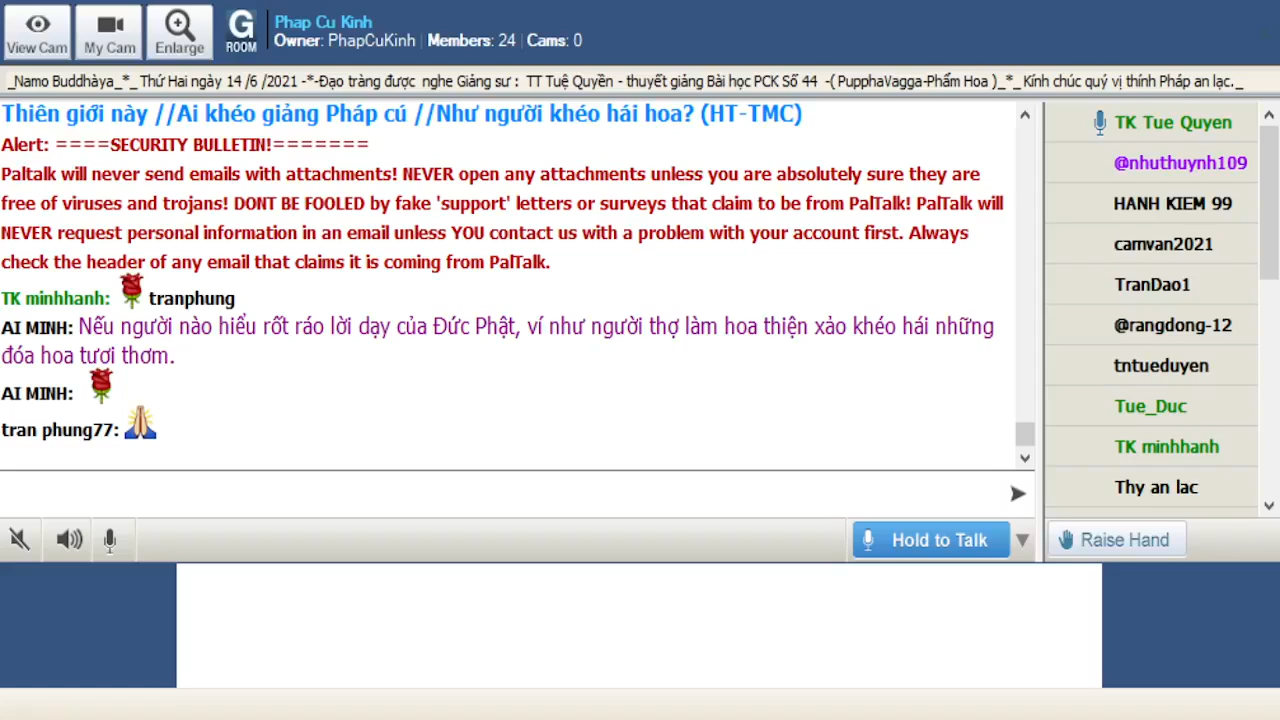 View Cam
My Cam
Enlarge
G
ROOM
Phap Cu Kinh
Owner: PhapCuKinh | Members: 24 | Cams: 0
_Namo Buddhàya_*_ Thứ Hai ngày 14 /6 /2021 -*-Đạo tràng được nghe Giảng sư : TT Tuệ Quyền - thuyết giảng Bài học PCK Số 44 -( PupphaVagga-Phẩm Hoa )_*_ Kính chúc quý vị thính Pháp an lạc._
Thiên giới này //Ai khéo giảng Pháp cú //Như người khéo hái hoa? (HT-TMC)
Alert: ====SECURITY BULLETIN!=======
Paltalk will never send emails with attachments! NEVER open any attachments unless you are absolutely sure they are
free of viruses and trojans! DONT BE FOOLED by fake 'support' letters or surveys that claim to be from PalTalk! PalTalk will
NEVER request personal information in an email unless YOU contact us with a problem with your account first. Always
check the header of any email that claims it is coming from PalTalk.
TK minhhanh: tranphung
AI MINH: Nếu người nào hiểu rốt ráo lời dạy của Đức Phật, ví như người thợ làm hoa thiện xảo khéo hái những
đóa hoa tươi thơm.
AI MINH:
tran phung77:
Hold to Talk
TK Tue Quyen
@nhuthuynh109
HANH KIEM 99
camvan2021
TranDao1
@rangdong-12
tntueduyen
Tue_Duc
TK minhhanh
Thy an lac
Raise Hand